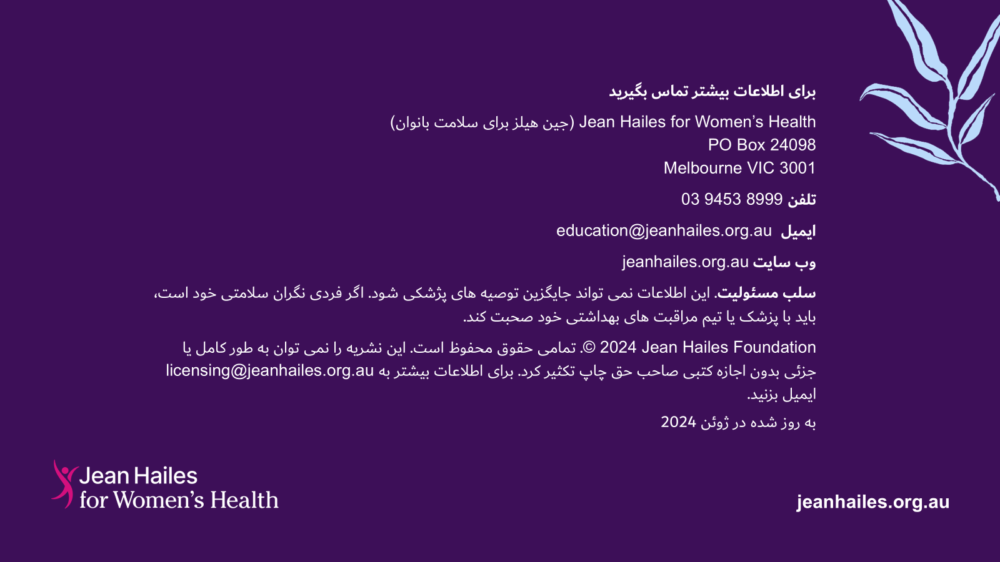 برای اطلاعات بیشتر تماس بگیرید
Jean Hailes for Women’s Health (جین هیلز برای سلامت بانوان)
PO Box 24098
Melbourne VIC 3001
تلفن 03 9453 8999
ایمیل education@jeanhailes.org.au
وب سایت jeanhailes.org.au
سلب مسئولیت. این اطلاعات نمی تواند جایگزین توصیه های پزشکی شود. اگر فردی نگران سلامتی خود است،
باید با پزشک یا تیم مراقبت های بهداشتی خود صحبت کند.
2024 Jean Hailes Foundation ©. تمامی حقوق محفوظ است. این نشریه را نمی توان به طور کامل یا
جزئی بدون اجازه کتبی صاحب حق چاپ تکثیر کرد. برای اطلاعات بیشتر به licensing@jeanhailes.org.au
ایمیل بزنید.
به روز شده در ژوئن 2024
Jean Hailes
for Women’s Health
jeanhailes.org.au